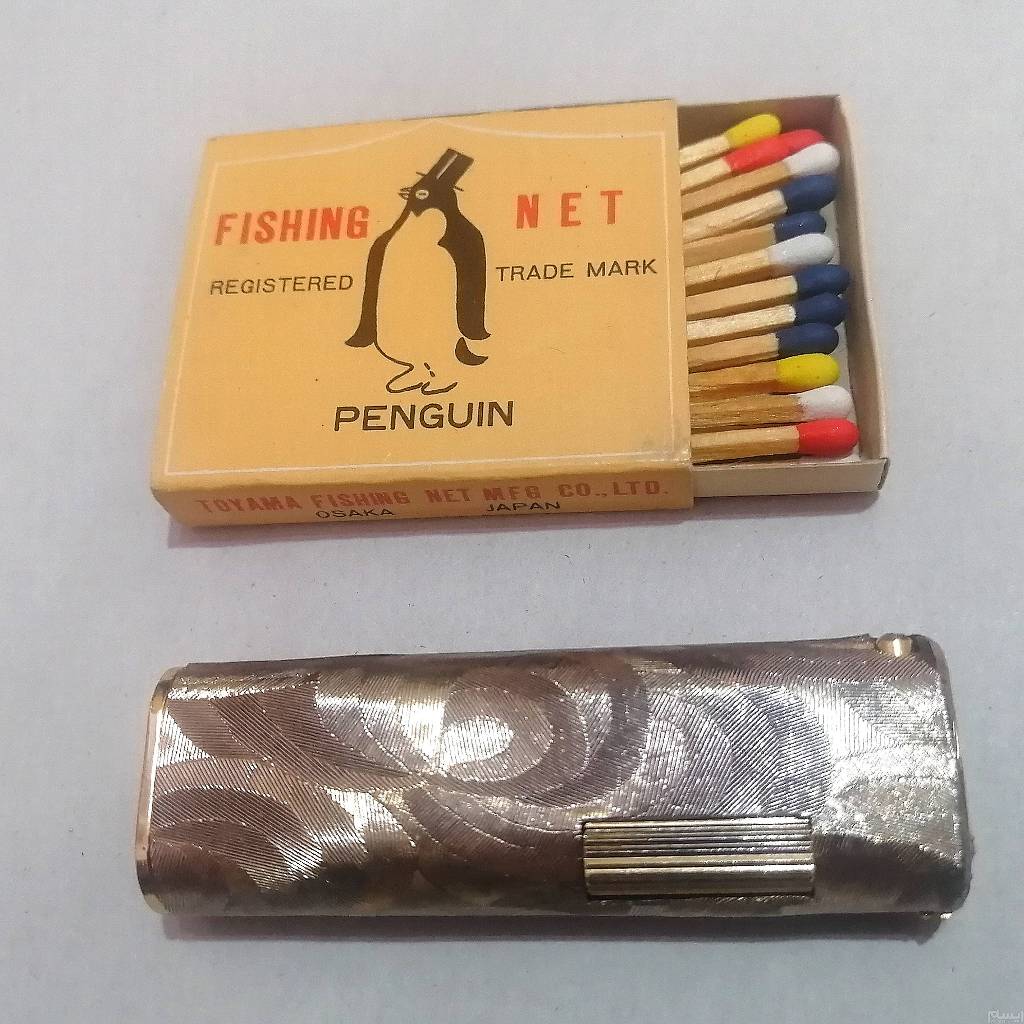 FISHING NET
REGISTERED TRADE MARK
PENGUIN
TOYAMA FISHING NET MFG CO., LTD.
OSAKA JAPAN